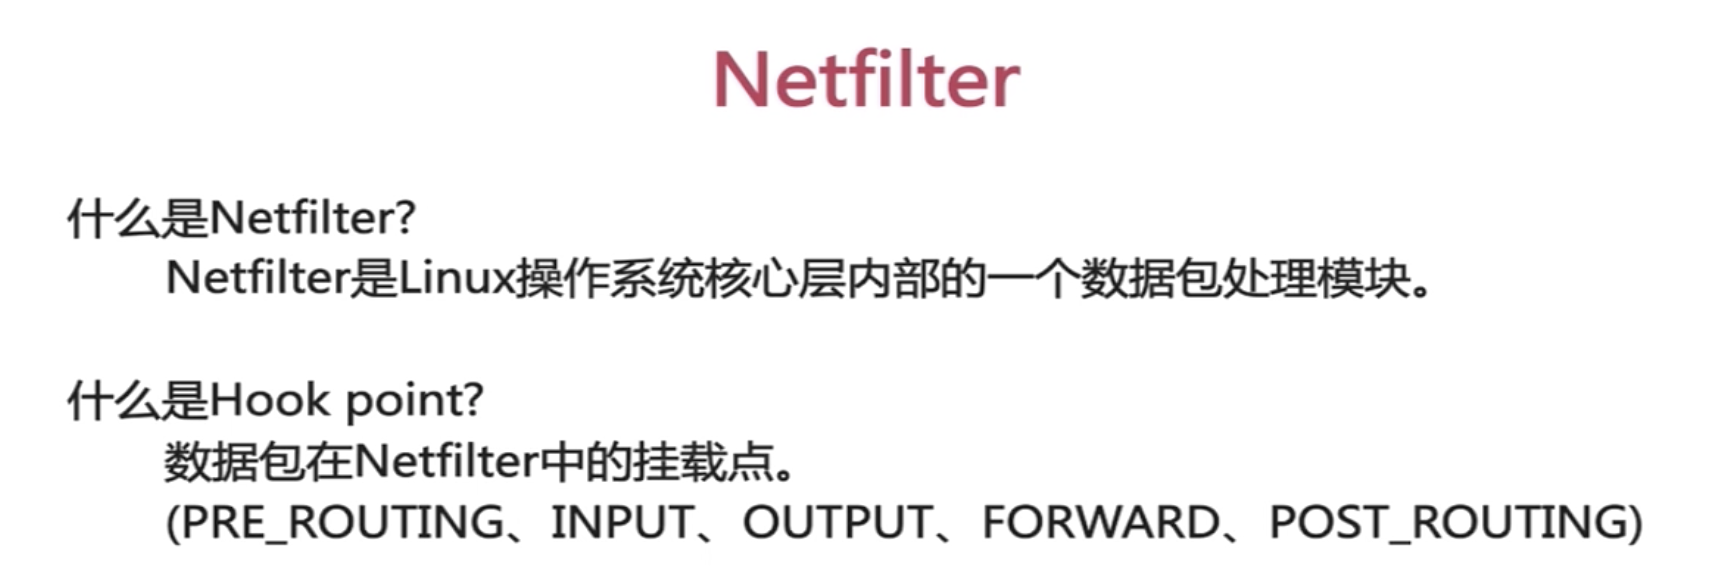 Netfilter
什么是Netfilter?
Netfilter是Linux操作系统核心层内部的一个数据包处理模块。
什么是Hook point?
数据包在Netfilter中的挂载点。
(PRE_ROUTING、INPUT、OUTPUT、FORWARD、POST_ROUTING)